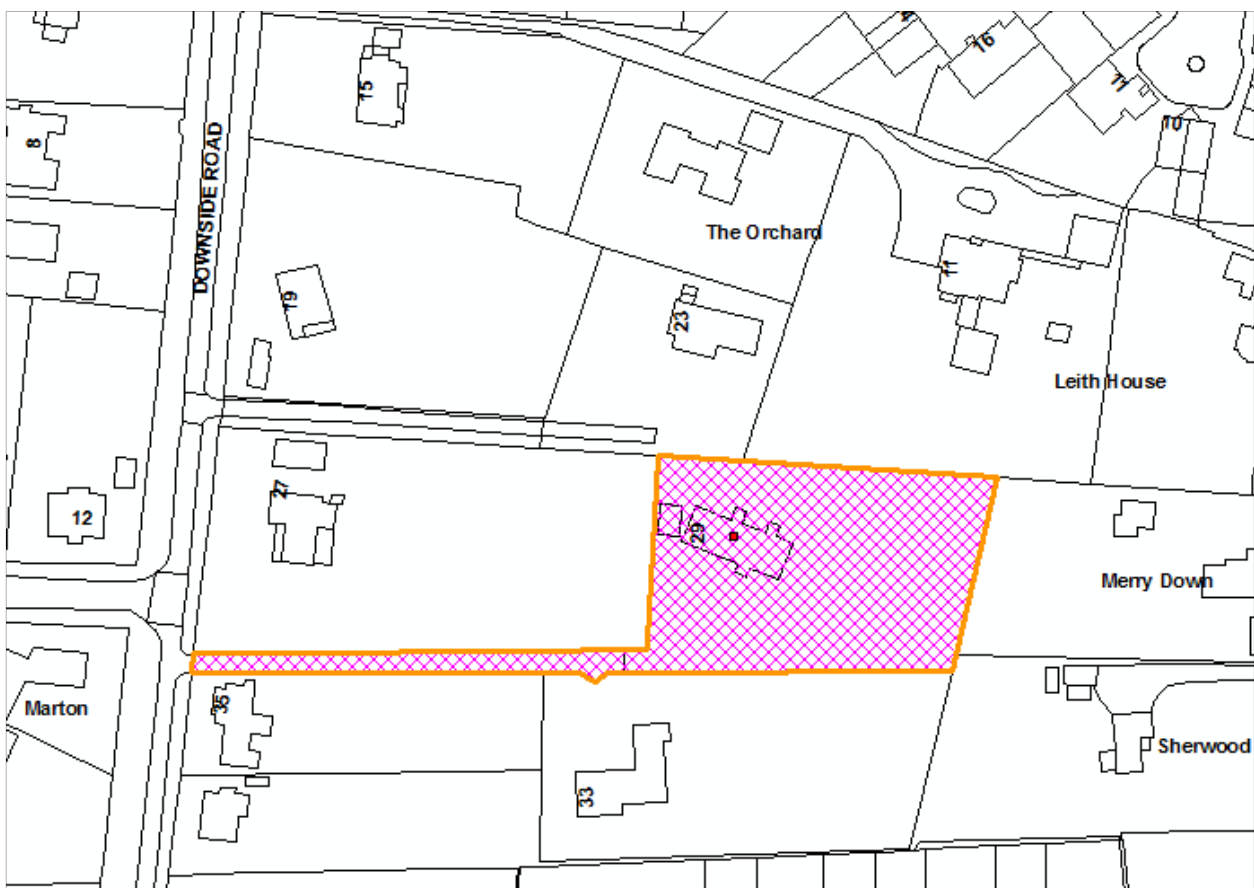 16
15
11
8
10
DOWNSIDE ROAD
The Orchard
11
19
23
Leith House
27
12
29
Merry Down
35
Marton
Sherwood
33